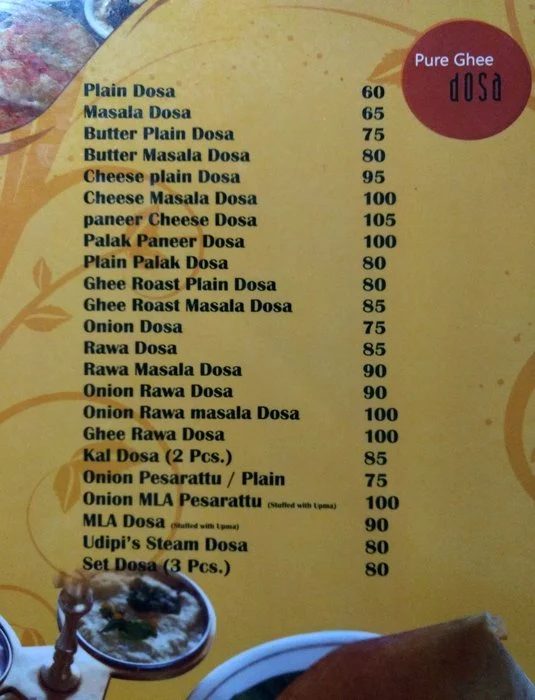 Pure Ghee
dosa
Plain Dosa 60
Masala Dosa 65
Butter Plain Dosa 75
Butter Masala Dosa 80
Cheese plain Dosa 95
Cheese Masala Dosa 100
paneer Cheese Dosa 105
Palak Paneer Dosa 100
Plain Palak Dosa 80
Ghee Roast Plain Dosa 80
Ghee Roast Masala Dosa 85
Onion Dosa 75
Rawa Dosa 85
Rawa Masala Dosa 90
Onion Rawa Dosa 90
Onion Rawa masala Dosa 100
Ghee Rawa Dosa 100
Kal Dosa (2 Pcs.) 85
Onion Pesarattu / Plain 75
Onion MLA Pesarattu (Stuffed with Upma) 100
MLA Dosa (Stuffed with Upma) 90
Udipi's Steam Dosa 80
Set Dosa (3 Pcs.) 80